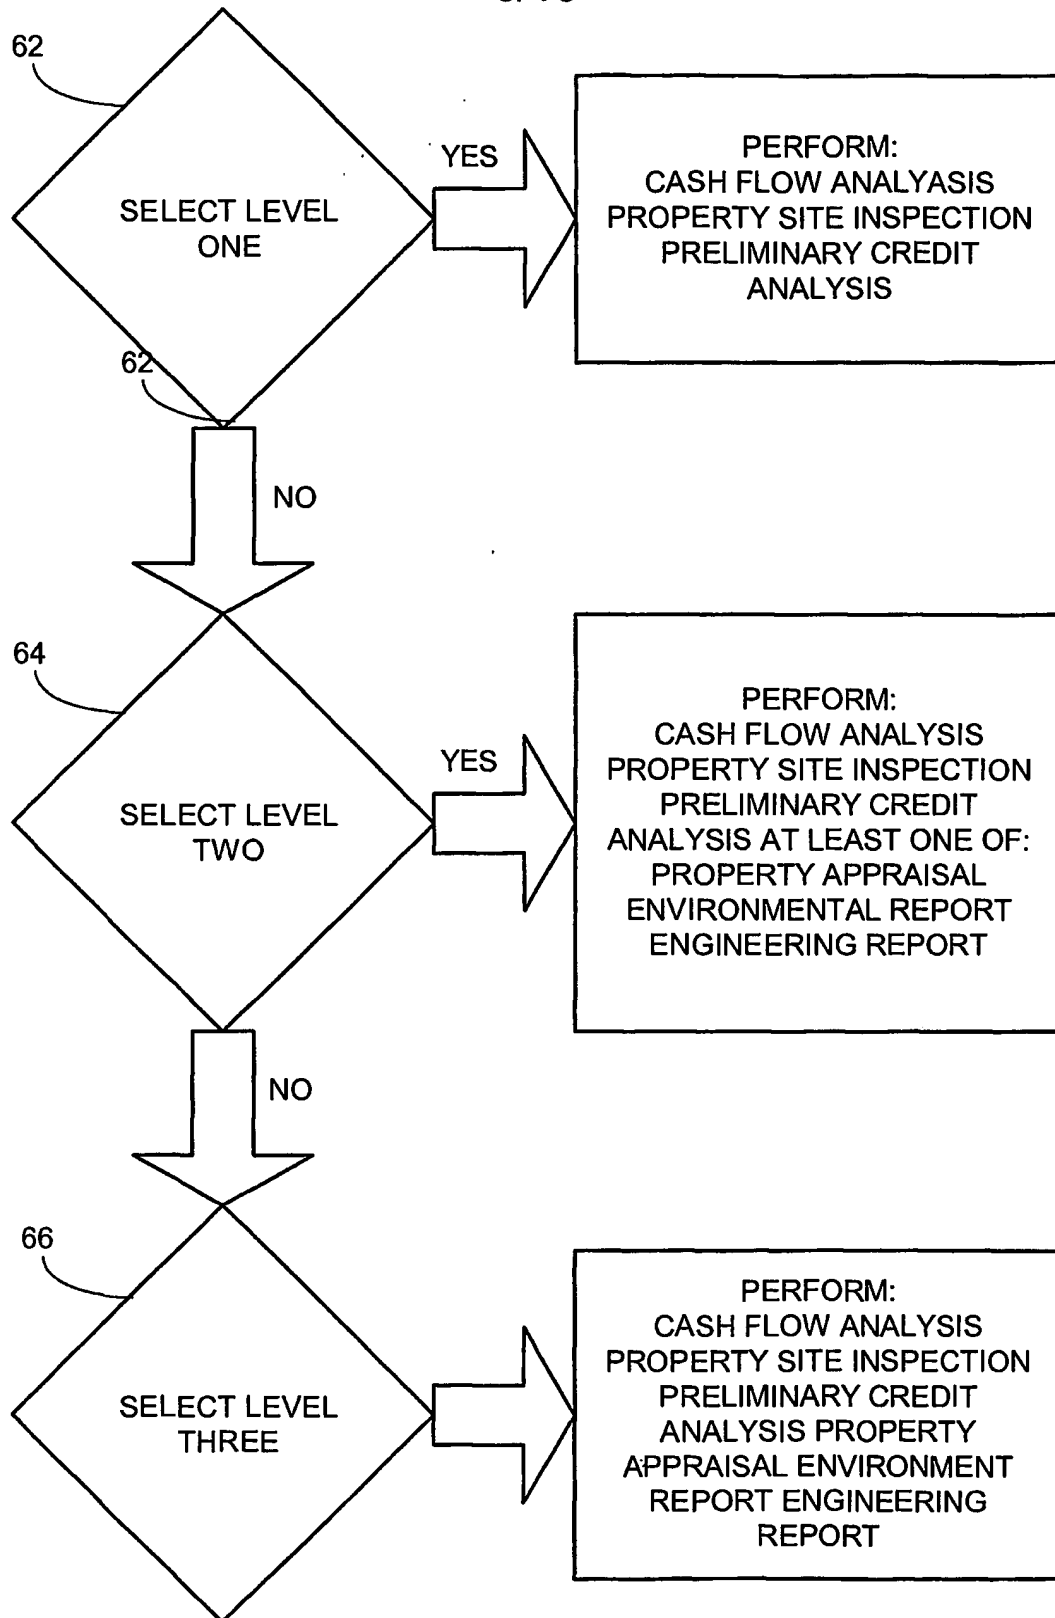 62
SELECT LEVEL
ONE
YES
PERFORM:
CASH FLOW ANALYASIS
PROPERTY SITE INSPECTION
PRELIMINARY CREDIT
ANALYSIS
62
NO
64
SELECT LEVEL
TWO
YES
PERFORM:
CASH FLOW ANALYSIS
PROPERTY SITE INSPECTION
PRELIMINARY CREDIT
ANALYSIS AT LEAST ONE OF:
PROPERTY APPRAISAL
ENVIRONMENTAL REPORT
ENGINEERING REPORT
NO
66
SELECT LEVEL
THREE
PERFORM:
CASH FLOW ANALYSIS
PROPERTY SITE INSPECTION
PRELIMINARY CREDIT
ANALYSIS PROPERTY
APPRAISAL ENVIRONMENT
REPORT ENGINEERING
REPORT